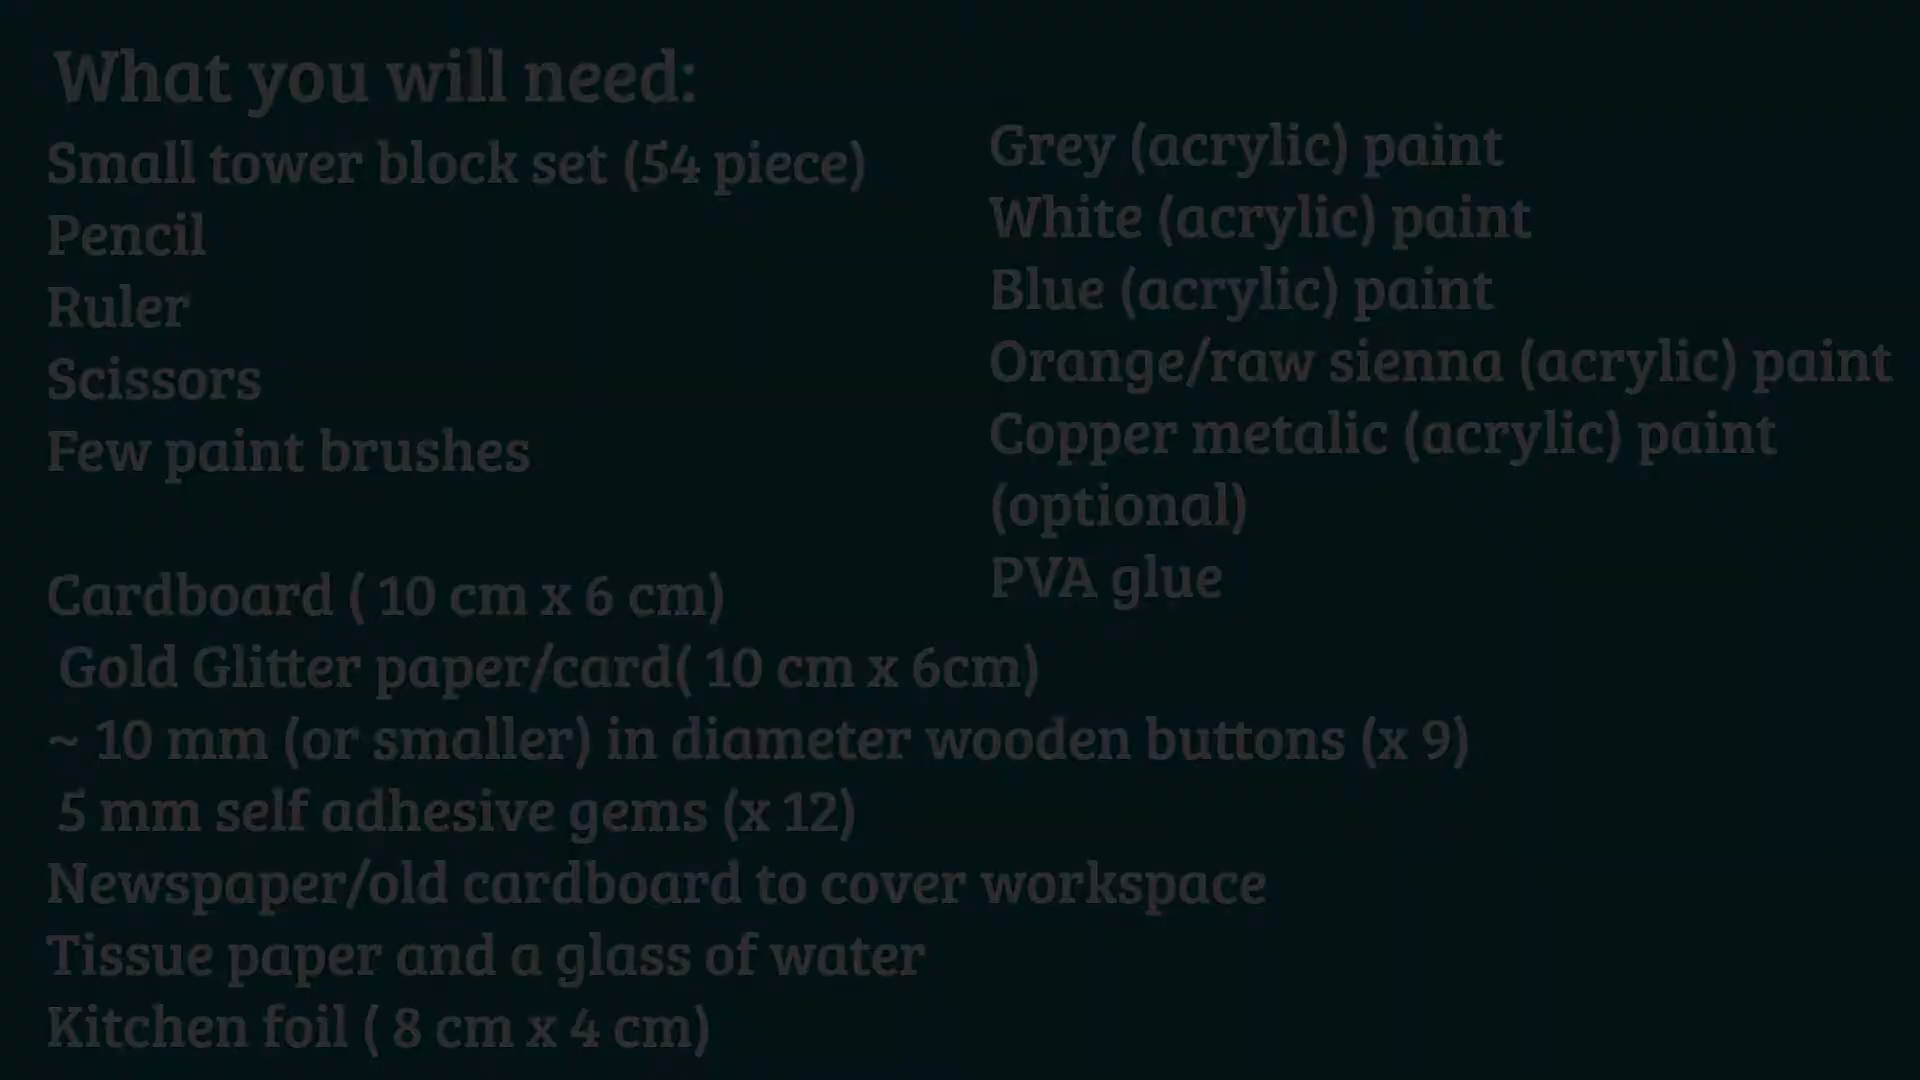 What you will need:
Small tower block set (54 piece)
Pencil
Ruler
Scissors
Few paint brushes
Cardboard ( 10 cm x 6 cm)
Gold Glitter paper/card( 10 cm x 6cm)
~ 10 mm (or smaller) in diameter wooden buttons (x 9)
5 mm self adhesive gems (x 12)
Newspaper/old cardboard to cover workspace
Tissue paper and a glass of water
Kitchen foil ( 8 cm x 4 cm)
Grey (acrylic) paint
White (acrylic) paint
Blue (acrylic) paint
Orange/raw sienna (acrylic) paint
Copper metalic (acrylic) paint
(optional)
PVA glue